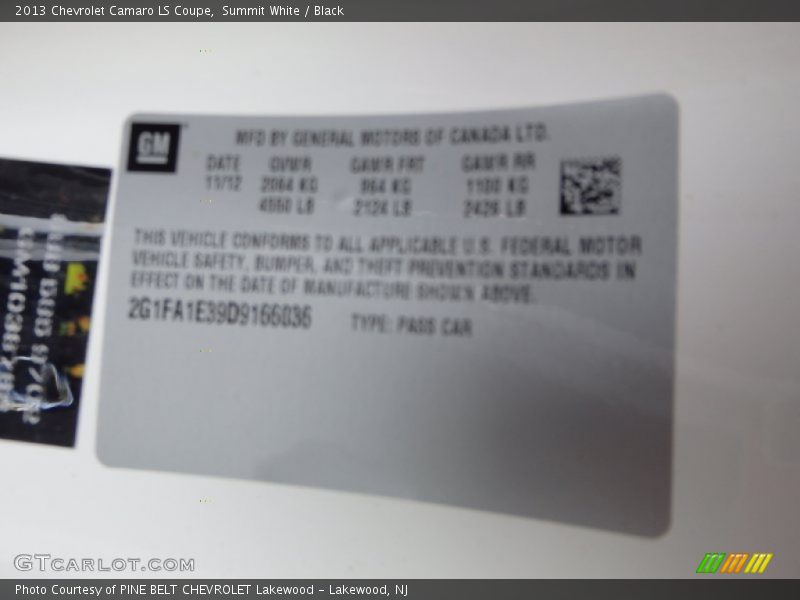 2013 Chevrolet Camaro LS Coupe, Summit White / Black
GM
MFD BY GENERAL MOTORS OF CANADA LTD.
DATE GVWR GAWR FRT GAWR RR
11/12 2064 KG 964 KG 1100 KG
4550 LB 2124 LB 2426 LB
THIS VEHICLE CONFORMS TO ALL APPLICABLE U.S. FEDERAL MOTOR
VEHICLE SAFETY, BUMPER, AND THEFT PREVENTION STANDARDS IN
EFFECT ON THE DATE OF MANUFACTURE SHOWN ABOVE.
2G1FA1E39D9166036 TYPE: PASS CAR
GTCARLOT.COM
Photo Courtesy of PINE BELT CHEVROLET Lakewood - Lakewood, NJ